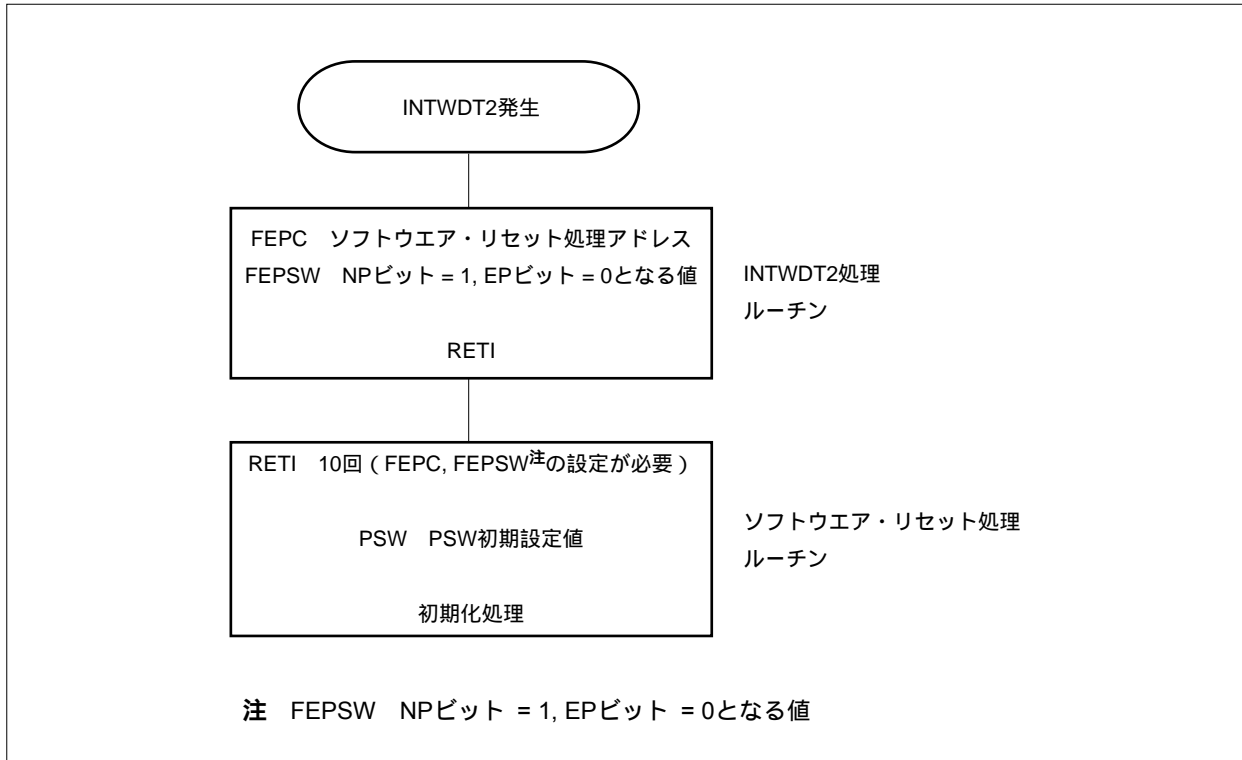 INTWDT2発生
FEPC　ソフトウエア・リセット処理アドレス
FEPSW　NPビット = 1, EPビット = 0となる値
RETI
INTWDT2処理
ルーチン
RETI　10回（FEPC, FEPSW注の設定が必要）
PSW　PSW初期設定値
初期化処理
ソフトウエア・リセット処理
ルーチン
注　FEPSW　NPビット = 1, EPビット = 0となる値